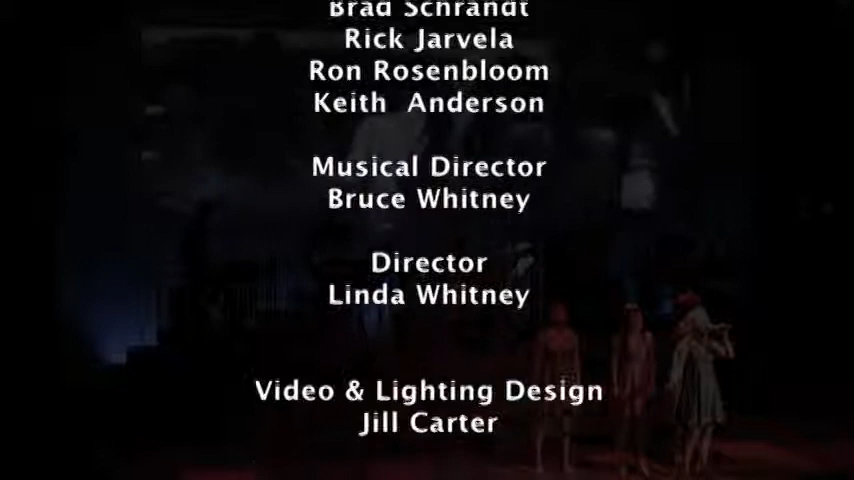 Brad Schrandt
Rick Jarvela
Ron Rosenbloom
Keith Anderson
Musical Director
Bruce Whitney
Director
Linda Whitney
Video & Lighting Design
Jill Carter